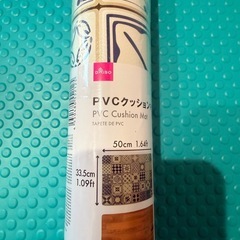 DAISO
PVCクッション
PVC Cushion Mat
TAPETE DE PVC
50cm 1.64ft
33.5cm
1.09ft